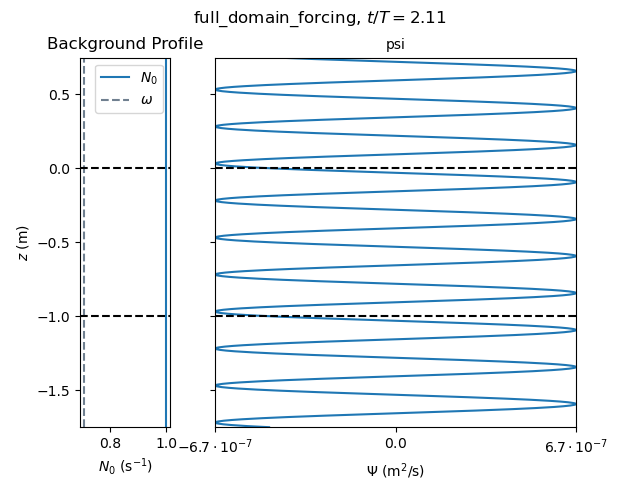 full_domain_forcing, t/T = 2.11
Background Profile
psi
N₀
ω
0.5
0.0
−0.5
−1.0
−1.5
z (m)
0.8
1.0
−6.7 · 10⁻⁷
0.0
6.7 · 10⁻⁷
N₀ (s⁻¹)
Ψ (m²/s)